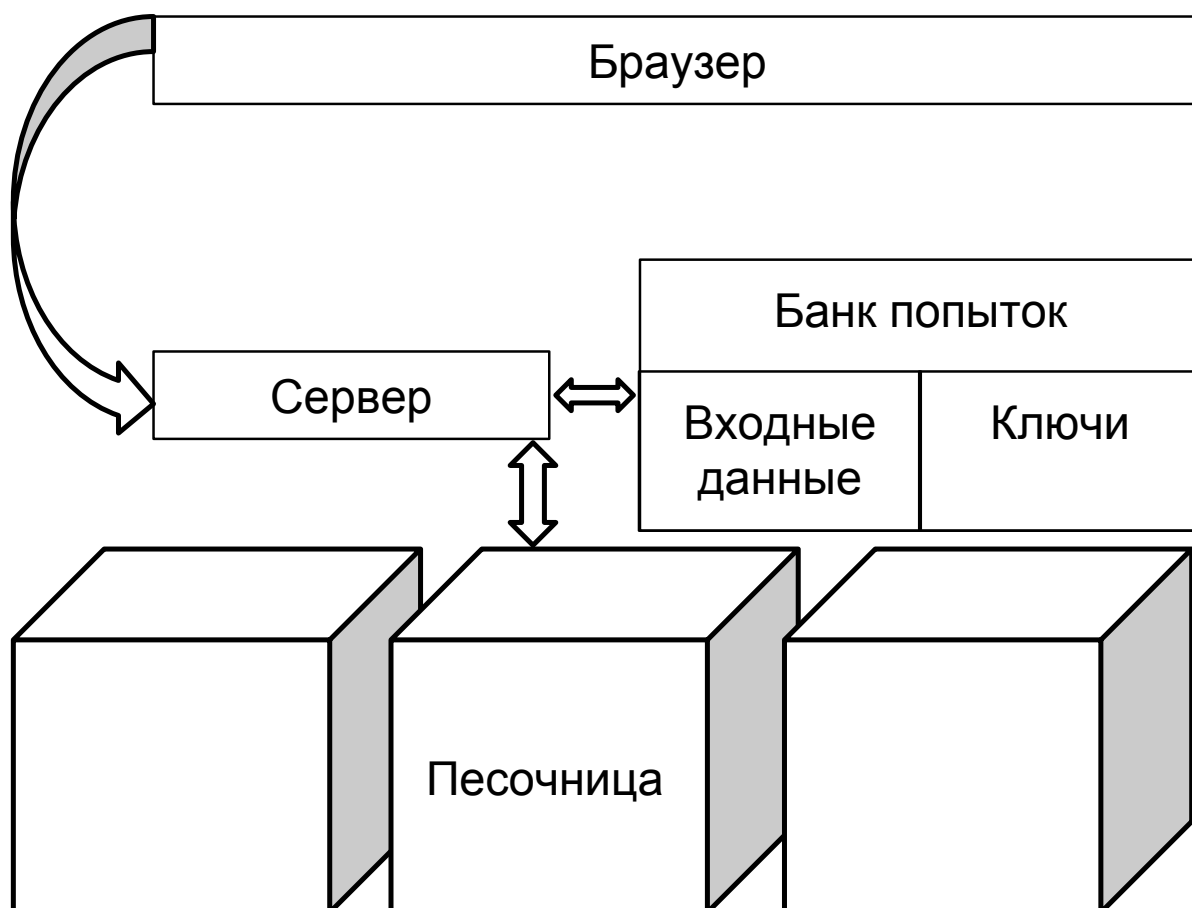 Браузер
Банк попыток
Сервер
Входные
данные
Ключи
Песочница